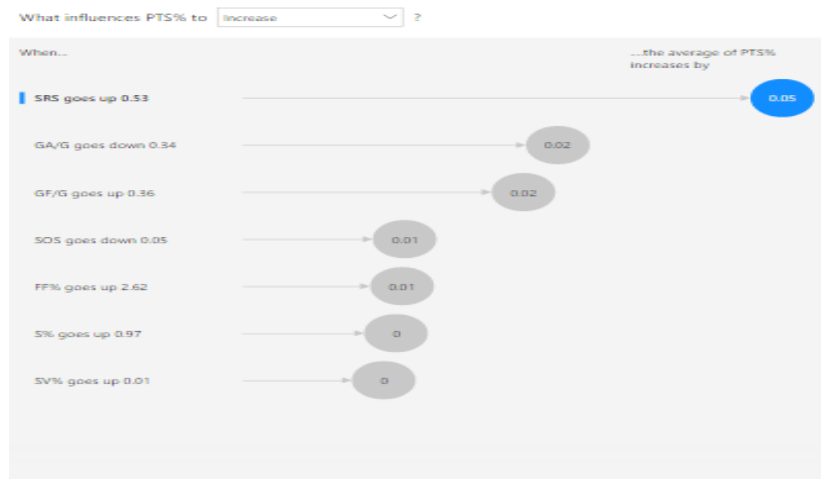 What influences PTS% to Increase ?
When...
....the average of PTS%
increases by
SRS goes up 0.53
0.05
GA/G goes down 0.34
0.02
GF/G goes up 0.36
0.02
SOS goes down 0.05
0.01
FF% goes up 2.62
0.01
S% goes up 0.97
0
SV% goes up 0.01
0